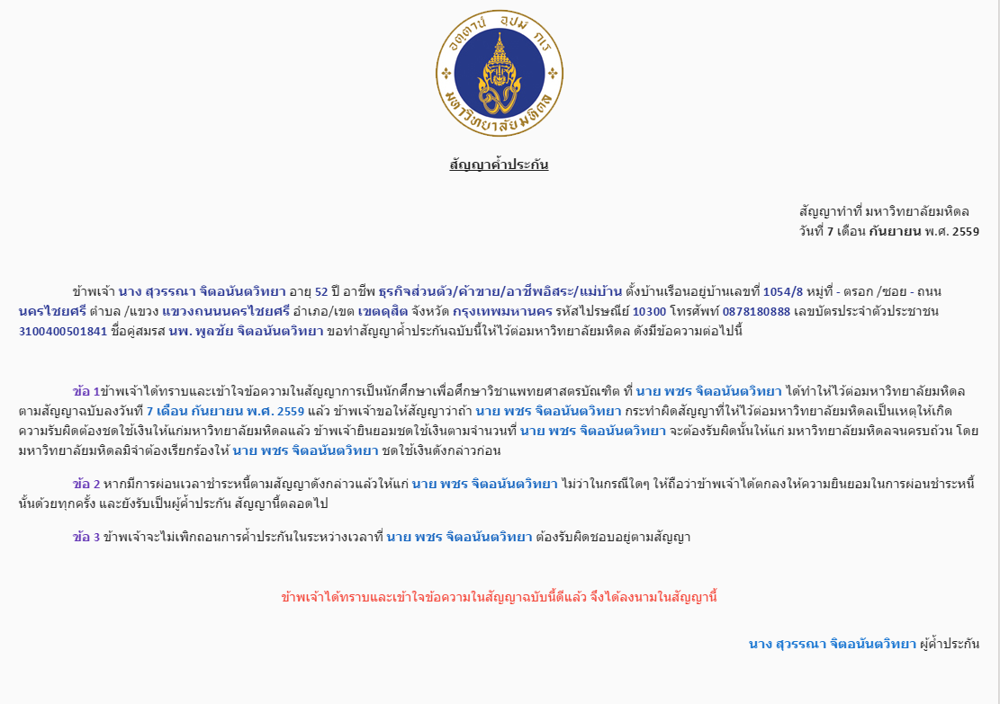 อตฺตานํ อุปมํ กเร
มหาวิทยาลัยมหิดล
สัญญาค้ำประกัน
สัญญาทำที่ มหาวิทยาลัยมหิดล
วันที่ 7 เดือน กันยายน พ.ศ. 2559
ข้าพเจ้า นาง สุวรรณา จิตอนันตวิทยา อายุ 52 ปี อาชีพ ธุรกิจส่วนตัว/ค้าขาย/อาชีพอิสระ/แม่บ้าน ตั้งบ้านเรือนอยู่บ้านเลขที่ 1054/8 หมู่ที่ - ตรอก /ซอย - ถนน
นครไชยศรี ตำบล /แขวง แขวงถนนนครไชยศรี อำเภอ/เขต เขตดุสิต จังหวัด กรุงเทพมหานคร รหัสไปรษณีย์ 10300 โทรศัพท์ 0878180888 เลขบัตรประจำตัวประชาชน
3100400501841 ชื่อคู่สมรส นพ. พูลชัย จิตอนันตวิทยา ขอทำสัญญาค้ำประกันฉบับนี้ให้ไว้ต่อมหาวิทยาลัยมหิดล ดังมีข้อความต่อไปนี้
ข้อ 1ข้าพเจ้าได้ทราบและเข้าใจข้อความในสัญญาการเป็นนักศึกษาเพื่อศึกษาวิชาแพทยศาสตรบัณฑิต ที่ นาย พชร จิตอนันตวิทยา ได้ทำให้ไว้ต่อมหาวิทยาลัยมหิดล
ตามสัญญาฉบับลงวันที่ 7 เดือน กันยายน พ.ศ. 2559 แล้ว ข้าพเจ้าขอให้สัญญาว่าถ้า นาย พชร จิตอนันตวิทยา กระทำผิดสัญญาที่ให้ไว้ต่อมหาวิทยาลัยมหิดลเป็นเหตุให้เกิด
ความรับผิดต้องชดใช้เงินให้แก่มหาวิทยาลัยมหิดลแล้ว ข้าพเจ้ายินยอมชดใช้เงินตามจำนวนที่ นาย พชร จิตอนันตวิทยา จะต้องรับผิดนั้นให้แก่ มหาวิทยาลัยมหิดลจนครบถ้วน โดย
มหาวิทยาลัยมหิดลมิจำต้องเรียกร้องให้ นาย พชร จิตอนันตวิทยา ชดใช้เงินดังกล่าวก่อน
ข้อ 2 หากมีการผ่อนเวลาชำระหนี้ตามสัญญาดังกล่าวแล้วให้แก่ นาย พชร จิตอนันตวิทยา ไม่ว่าในกรณีใดๆ ให้ถือว่าข้าพเจ้าได้ตกลงให้ความยินยอมในการผ่อนชำระหนี้
นั้นด้วยทุกครั้ง และยังรับเป็นผู้ค้ำประกัน สัญญานี้ตลอดไป
ข้อ 3 ข้าพเจ้าจะไม่เพิกถอนการค้ำประกันในระหว่างเวลาที่ นาย พชร จิตอนันตวิทยา ต้องรับผิดชอบอยู่ตามสัญญา
ข้าพเจ้าได้ทราบและเข้าใจข้อความในสัญญาฉบับนี้ดีแล้ว จึงได้ลงนามในสัญญานี้
นาง สุวรรณา จิตอนันตวิทยา ผู้ค้ำประกัน